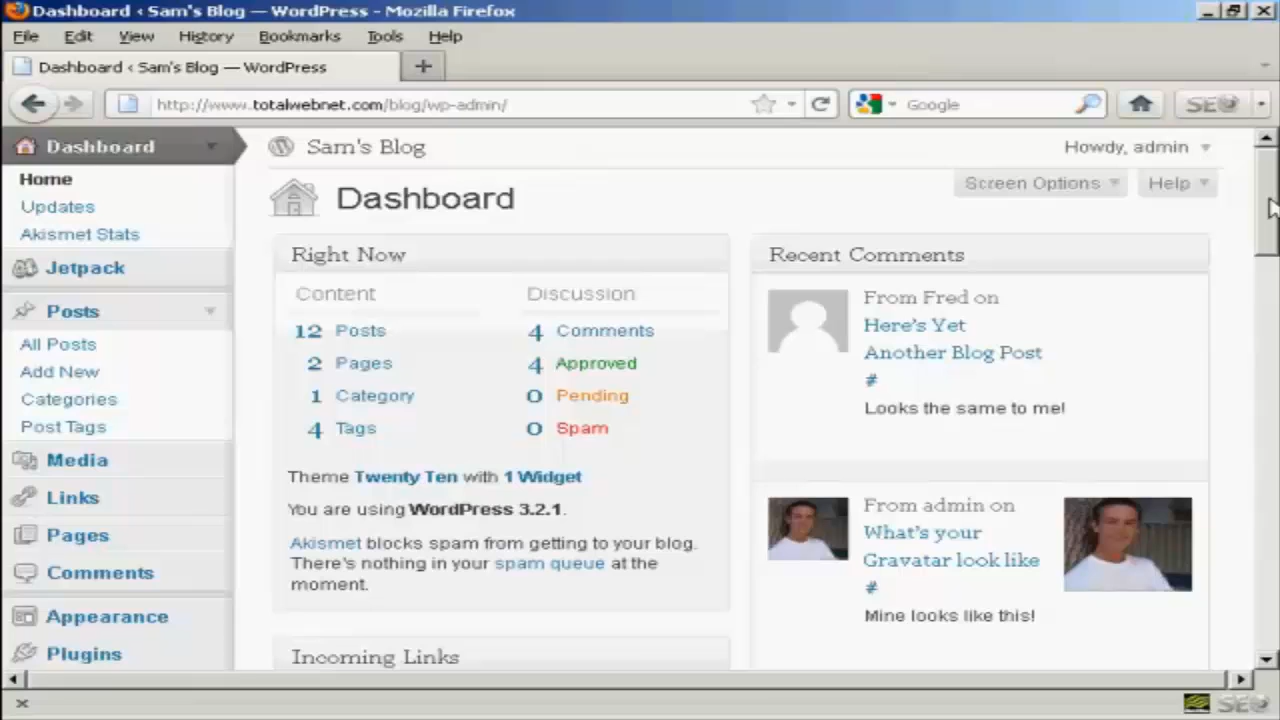 Dashboard ‹ Sam's Blog — WordPress - Mozilla Firefox
File Edit View History Bookmarks Tools Help
Dashboard ‹ Sam's Blog — WordPress
http://www.totalwebnet.com/blog/wp-admin/
Google
SEO
Dashboard
Home
Updates
Akismet Stats
Jetpack
Posts
All Posts
Add New
Categories
Post Tags
Media
Links
Pages
Comments
Appearance
Plugins
Sam's Blog
Howdy, admin
Screen Options
Help
Dashboard
Right Now
Content
12 Posts
2 Pages
1 Category
4 Tags
Discussion
4 Comments
4 Approved
0 Pending
0 Spam
Theme Twenty Ten with 1 Widget
You are using WordPress 3.2.1.
Akismet blocks spam from getting to your blog.
There's nothing in your spam queue at the
moment.
Incoming Links
Recent Comments
From Fred on
Here's Yet
Another Blog Post
#
Looks the same to me!
From admin on
What's your
Gravatar look like
#
Mine looks like this!
SEO